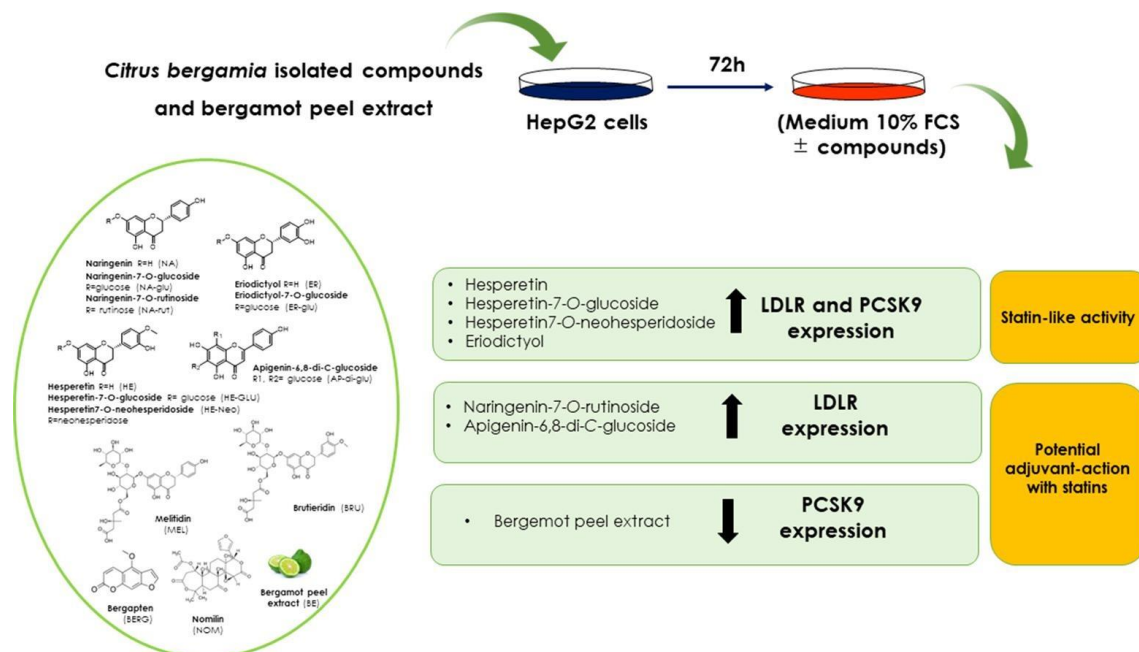 Citrus bergamia isolated compounds
and bergamot peel extract
HepG2 cells
72h
(Medium 10% FCS
± compounds)
Naringenin R=H (NA)
Naringenin-7-O-glucoside
R=glucose (NA-glu)
Naringenin-7-O-rutinoside
R= rutinose (NA-rut)
Eriodictyol R=H (ER)
Eriodictyol-7-O-glucoside
R=glucose (ER-glu)
Hesperetin R=H (HE)
Hesperetin-7-O-glucoside R= glucose (HE-GLU)
Hesperetin7-O-neohesperidoside (HE-Neo)
R=neonesperidose
Apigenin-6,8-di-C-glucoside
R1, R2= glucose (AP-di-glu)
Melitidin
(MEL)
Brutieridin (BRU)
Bergapten
(BERG)
Nomilin
(NOM)
Bergamot peel
extract (BE)
• Hesperetin
• Hesperetin-7-O-glucoside
• Hesperetin7-O-neohesperidoside
• Eriodictyol
LDLR and PCSK9
expression
Statin-like activity
• Naringenin-7-O-rutinoside
• Apigenin-6,8-di-C-glucoside
LDLR
expression
• Bergemot peel extract
PCSK9
expression
Potential
adjuvant-action
with statins